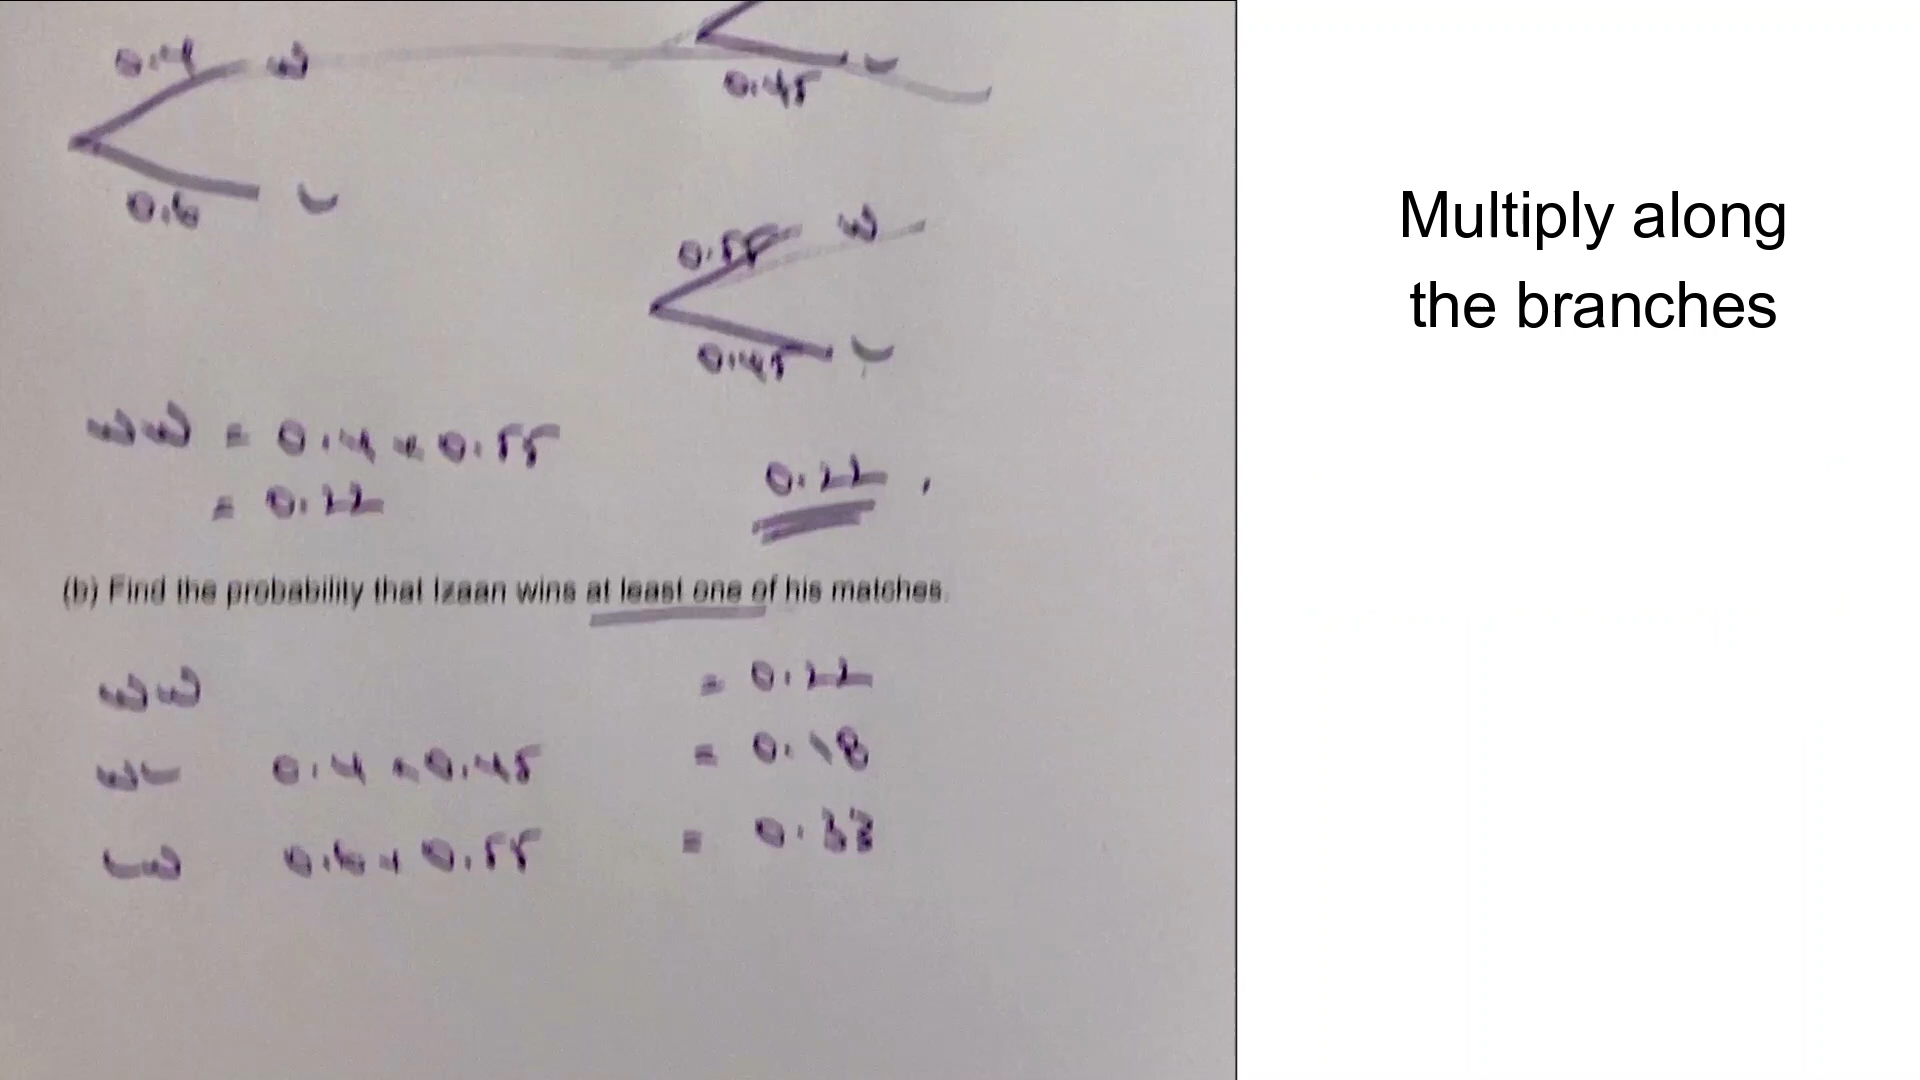 0.4 W
0.45 L
0.6 L
0.55 W
0.45 L
WW = 0.4 × 0.55
= 0.22
0.22
(b) Find the probability that Izaan wins at least one of his matches.
WW = 0.22
WL 0.4 × 0.45 = 0.18
LW 0.6 × 0.55 = 0.33
Multiply along
the branches